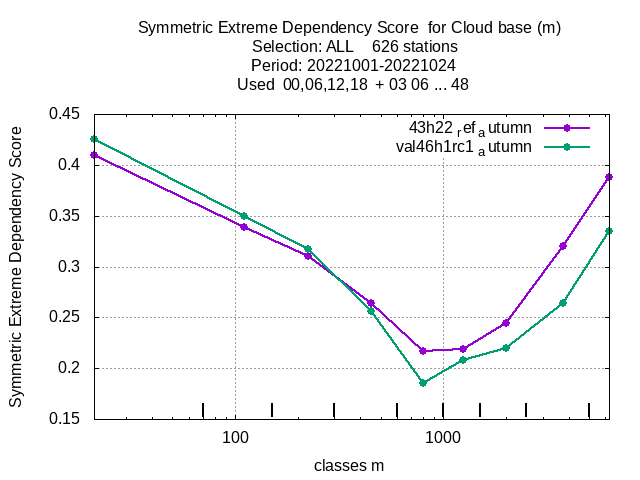 Symmetric Extreme Dependency Score for Cloud base (m)
Selection: ALL 626 stations
Period: 20221001-20221024
Used 00,06,12,18 + 03 06 ... 48
43h22 ref autumn
val46h1rc1 autumn
Symmetric Extreme Dependency Score
0.45
0.4
0.35
0.3
0.25
0.2
0.15
100 1000
classes m